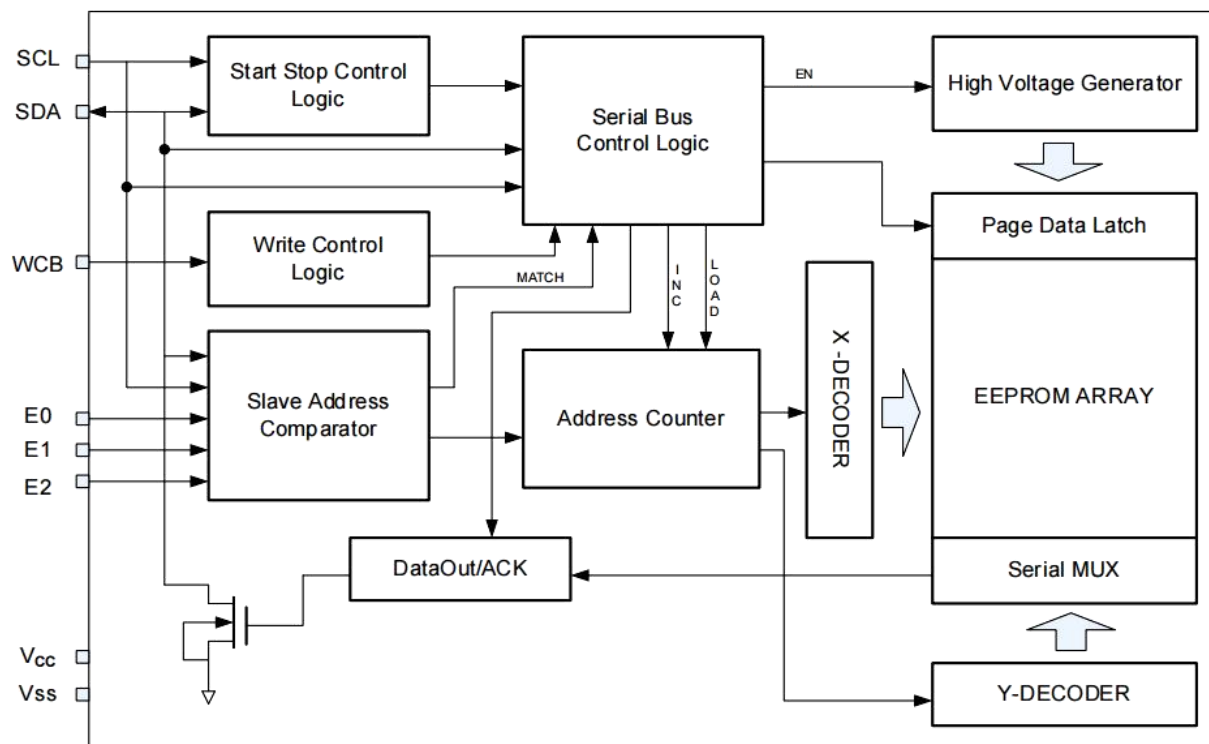 SCL
SDA
Start Stop Control
Logic
Serial Bus
Control Logic
EN
High Voltage Generator
WCB
Write Control
Logic
MATCH
INC
LOAD
Page Data Latch
E0
E1
E2
Slave Address
Comparator
Address Counter
X -DECODER
EEPROM ARRAY
DataOut/ACK
Serial MUX
Vcc
Vss
Y-DECODER